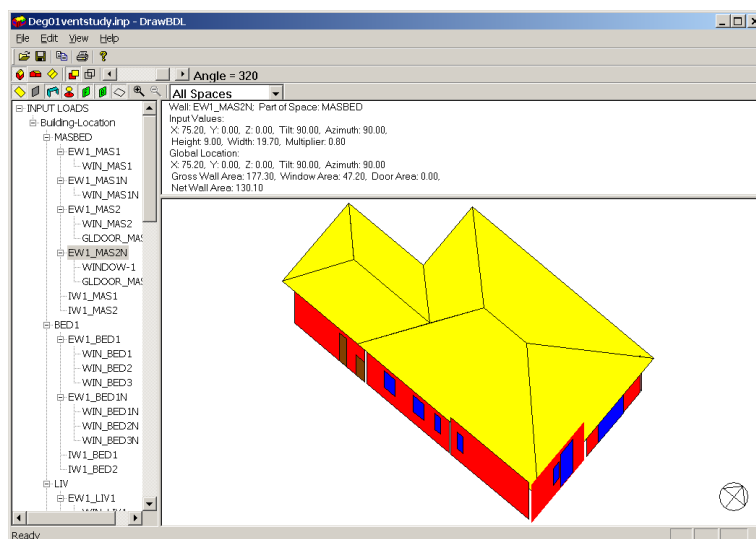 Deg01ventstudy.inp - DrawBDL
File Edit View Help
Angle = 320
All Spaces
INPUT LOADS
Building-Location
MASBED
EW1_MAS1
WIN_MAS1
EW1_MAS1N
WIN_MAS1N
EW1_MAS2
WIN_MAS2
GLDOOR_MAS
EW1_MAS2N
WINDOW-1
GLDOOR_MAS
IW1_MAS1
IW1_MAS2
BED1
EW1_BED1
WIN_BED1
WIN_BED2
WIN_BED3
EW1_BED1N
WIN_BED1N
WIN_BED2N
WIN_BED3N
IW1_BED1
IW1_BED2
LIV
EW1_LIV1
Wall: EW1_MAS2N; Part of Space: MASBED
Input Values:
X: 75.20, Y: 0.00, Z: 0.00, Tilt: 90.00, Azimuth: 90.00,
Height: 9.00, Width: 19.70, Multiplier: 0.80
Global Location:
X: 75.20, Y: 0.00, Z: 0.00, Tilt: 90.00, Azimuth: 90.00
Gross Wall Area: 177.30, Window Area: 47.20, Door Area: 0.00,
Net Wall Area: 130.10
Ready